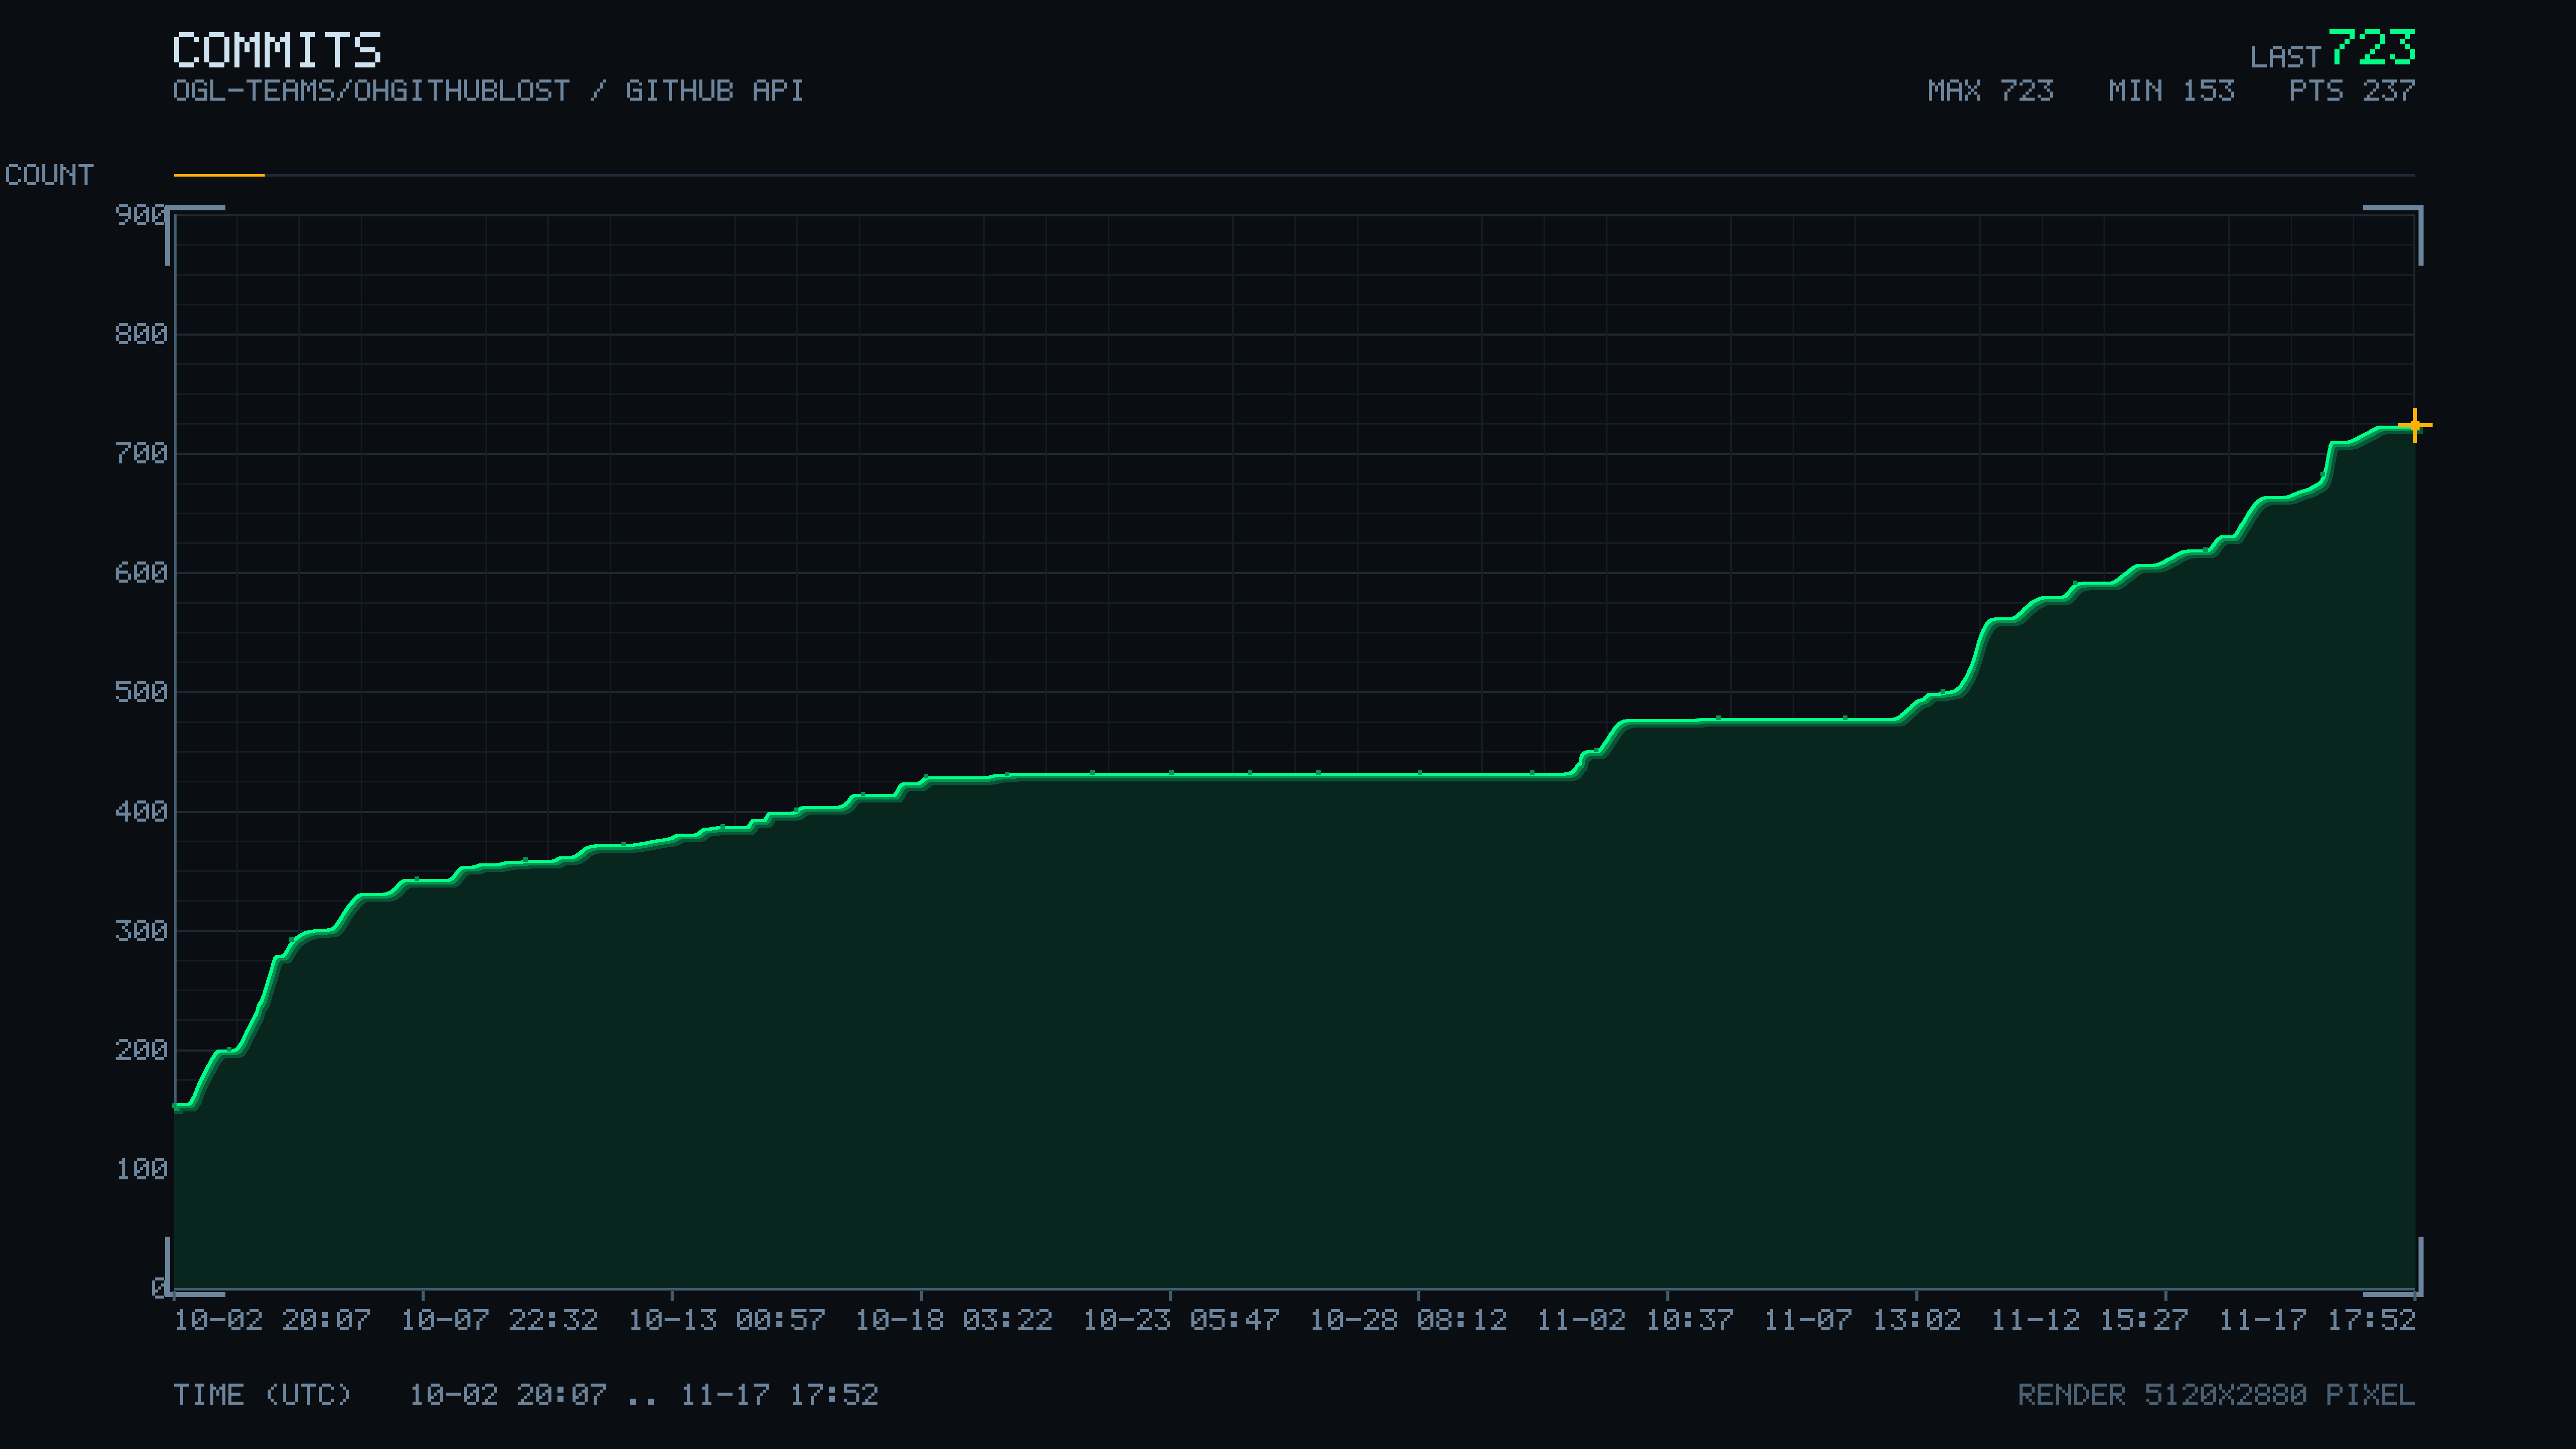 COMMITS
LAST 723
OGL-TEAMS/OHGITHUBLOST / GITHUB API
MAX 723 MIN 153 PTS 237
COUNT
900
800
700
600
500
400
300
200
100
0
10-02 20:07 10-07 22:32 10-13 00:57 10-18 03:22 10-23 05:47 10-28 08:12 11-02 10:37 11-07 13:02 11-12 15:27 11-17 17:52
TIME (UTC) 10-02 20:07 .. 11-17 17:52
RENDER 5120X2880 PIXEL